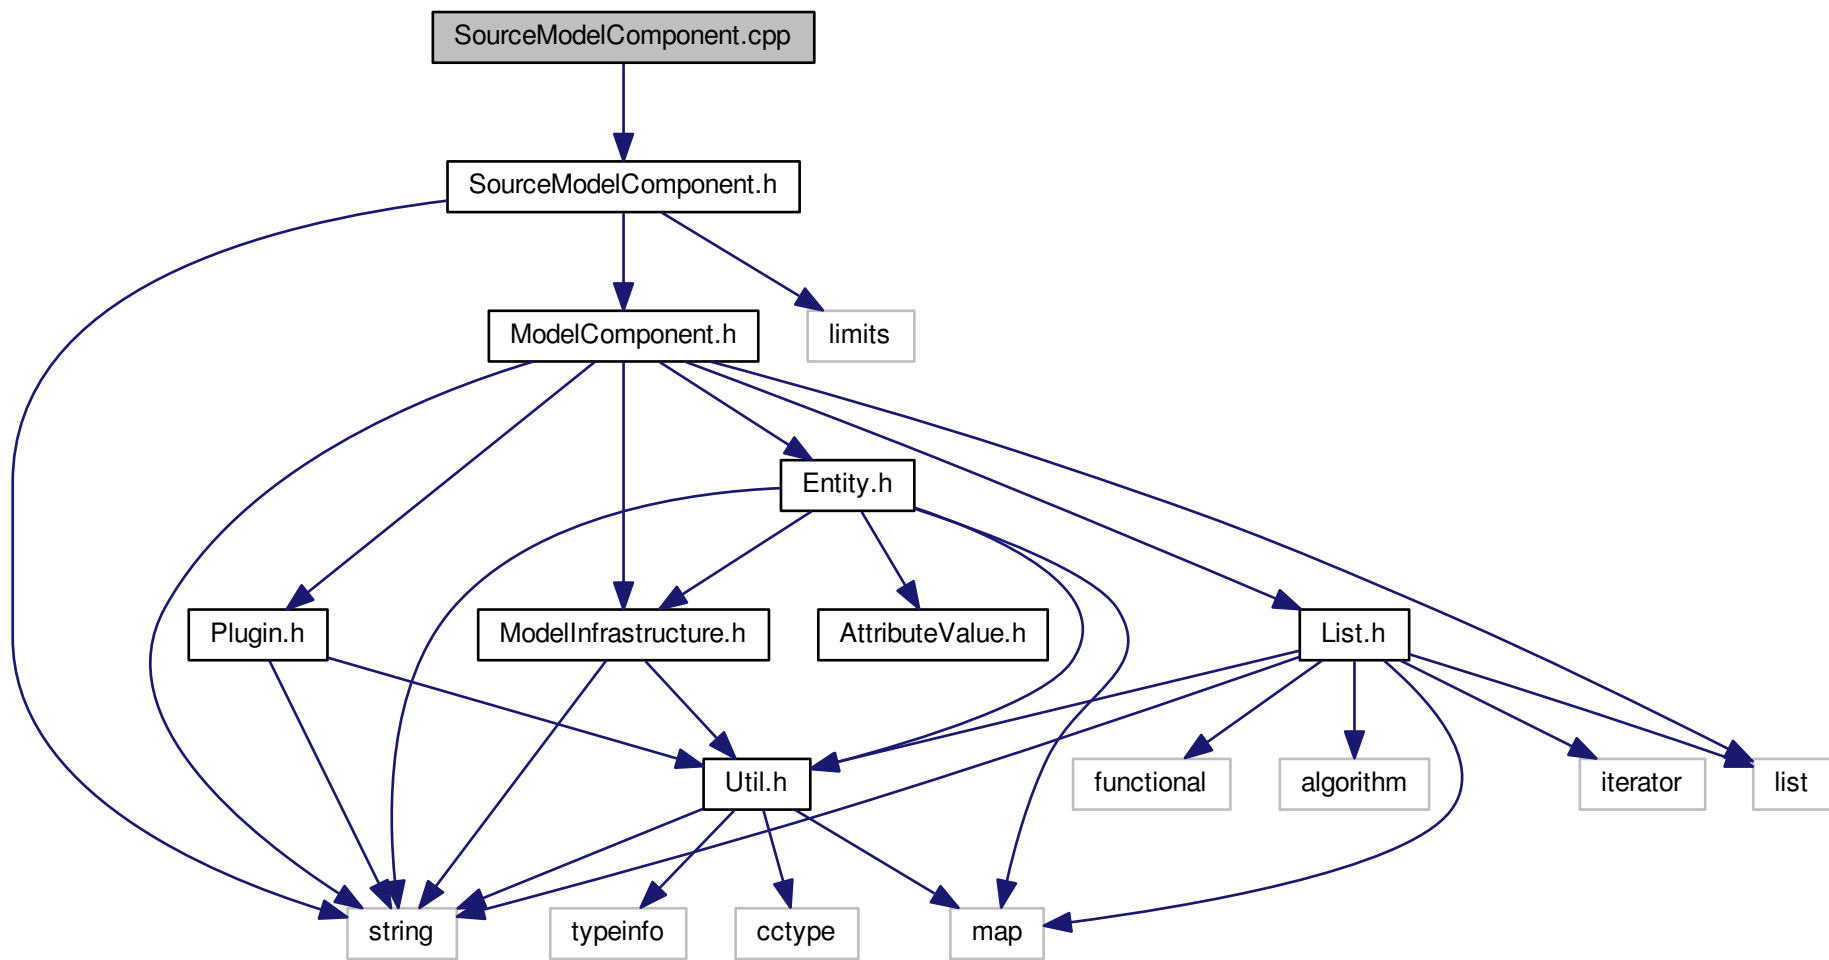 SourceModelComponent.cpp
SourceModelComponent.h
ModelComponent.h
limits
Entity.h
Plugin.h
ModelInfrastructure.h
AttributeValue.h
List.h
Util.h
functional
algorithm
iterator
list
string
typeinfo
cctype
map